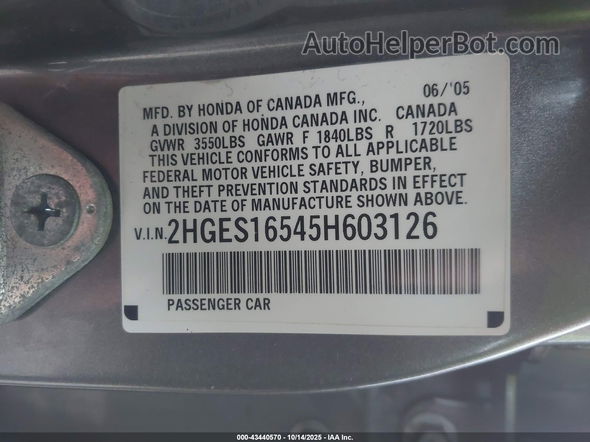 AutoHelperBot.com
MFD. BY HONDA OF CANADA MFG., 06/'05
A DIVISION OF HONDA CANADA INC. CANADA
GVWR 3550LBS GAWR F 1840LBS R 1720LBS
THIS VEHICLE CONFORMS TO ALL APPLICABLE
FEDERAL MOTOR VEHICLE SAFETY, BUMPER,
AND THEFT PREVENTION STANDARDS IN EFFECT
ON THE DATE OF MANUFACTURE SHOWN ABOVE.
V.I.N. 2HGES16545H603126
PASSENGER CAR
000-43440570 - 10/14/2025 - IAA Inc.